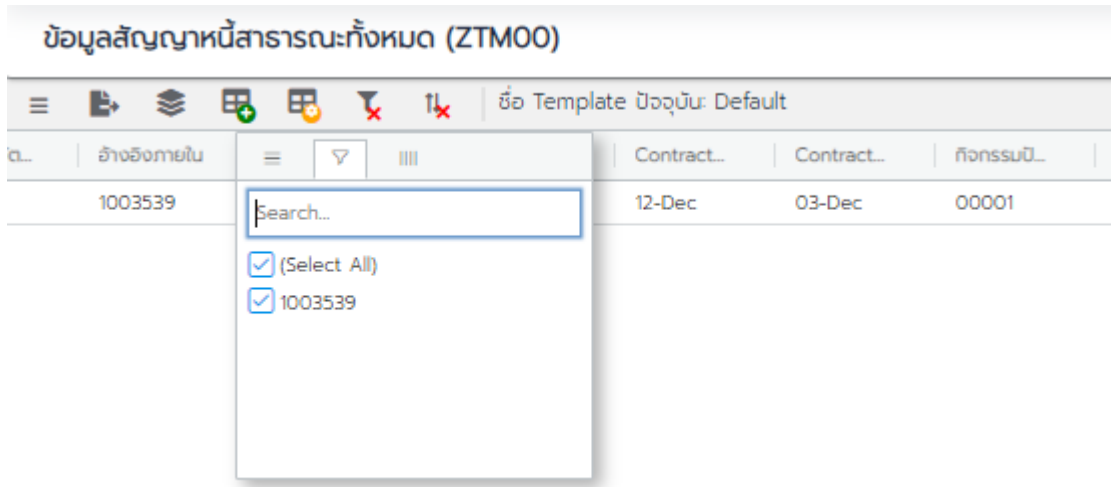 ข้อมูลสัญญาหนี้สาธารณะทั้งหมด (ZTM00)
ชื่อ Template ปัจจุบัน: Default
อ้างอิงภายใน Contract... Contract... กิจกรรมปั...
1003539 12-Dec 03-Dec 00001
Search...
(Select All)
1003539